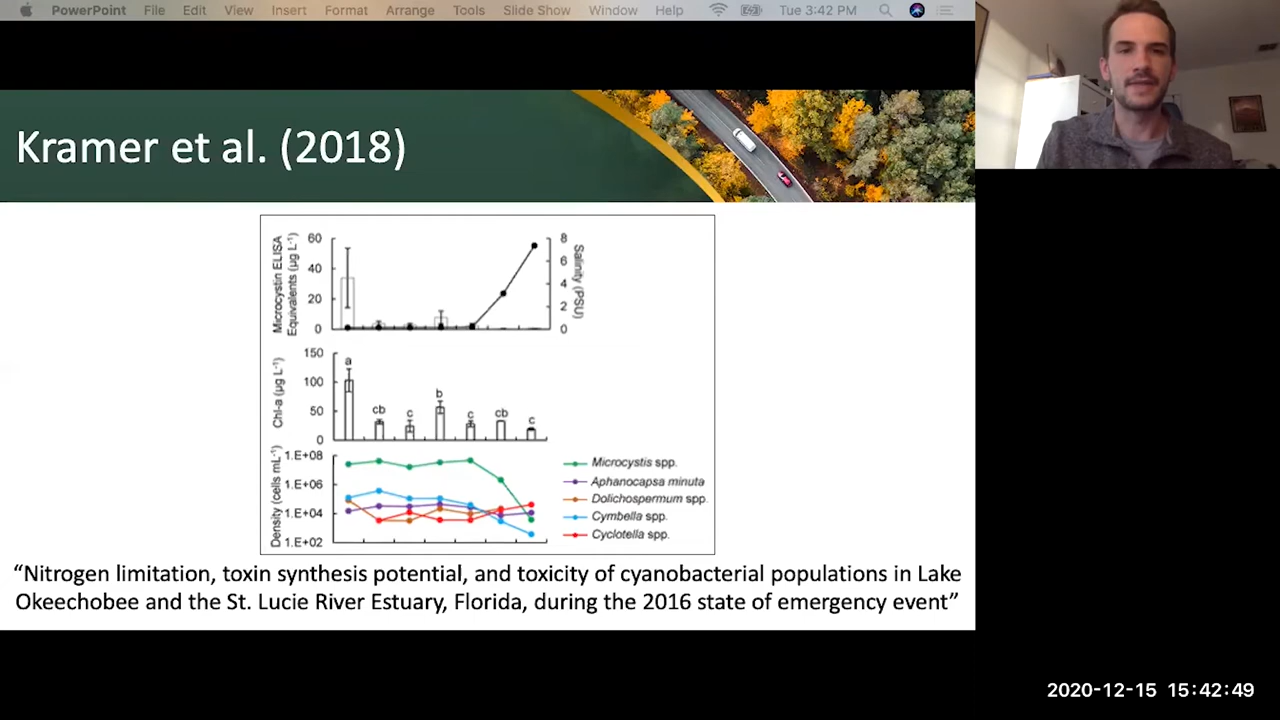 PowerPoint File Edit View Insert Format Arrange Tools Slide Show Window Help Tue 3:42 PM
Kramer et al. (2018)
Microcystin ELISA
Equivalents (µg L⁻¹)
60
40
20
0
8
6
4
2
0
Salinity (PSU)
Chl-a (µg L⁻¹)
150
100
50
0
a
cb
c
b
c
cb
c
Density (cells mL⁻¹)
1.E+08
1.E+06
1.E+04
1.E+02
Microcystis spp.
Aphanocapsa minuta
Dolichospermum spp.
Cymbella spp.
Cyclotella spp.
“Nitrogen limitation, toxin synthesis potential, and toxicity of cyanobacterial populations in Lake
Okeechobee and the St. Lucie River Estuary, Florida, during the 2016 state of emergency event”
2020-12-15 15:42:49